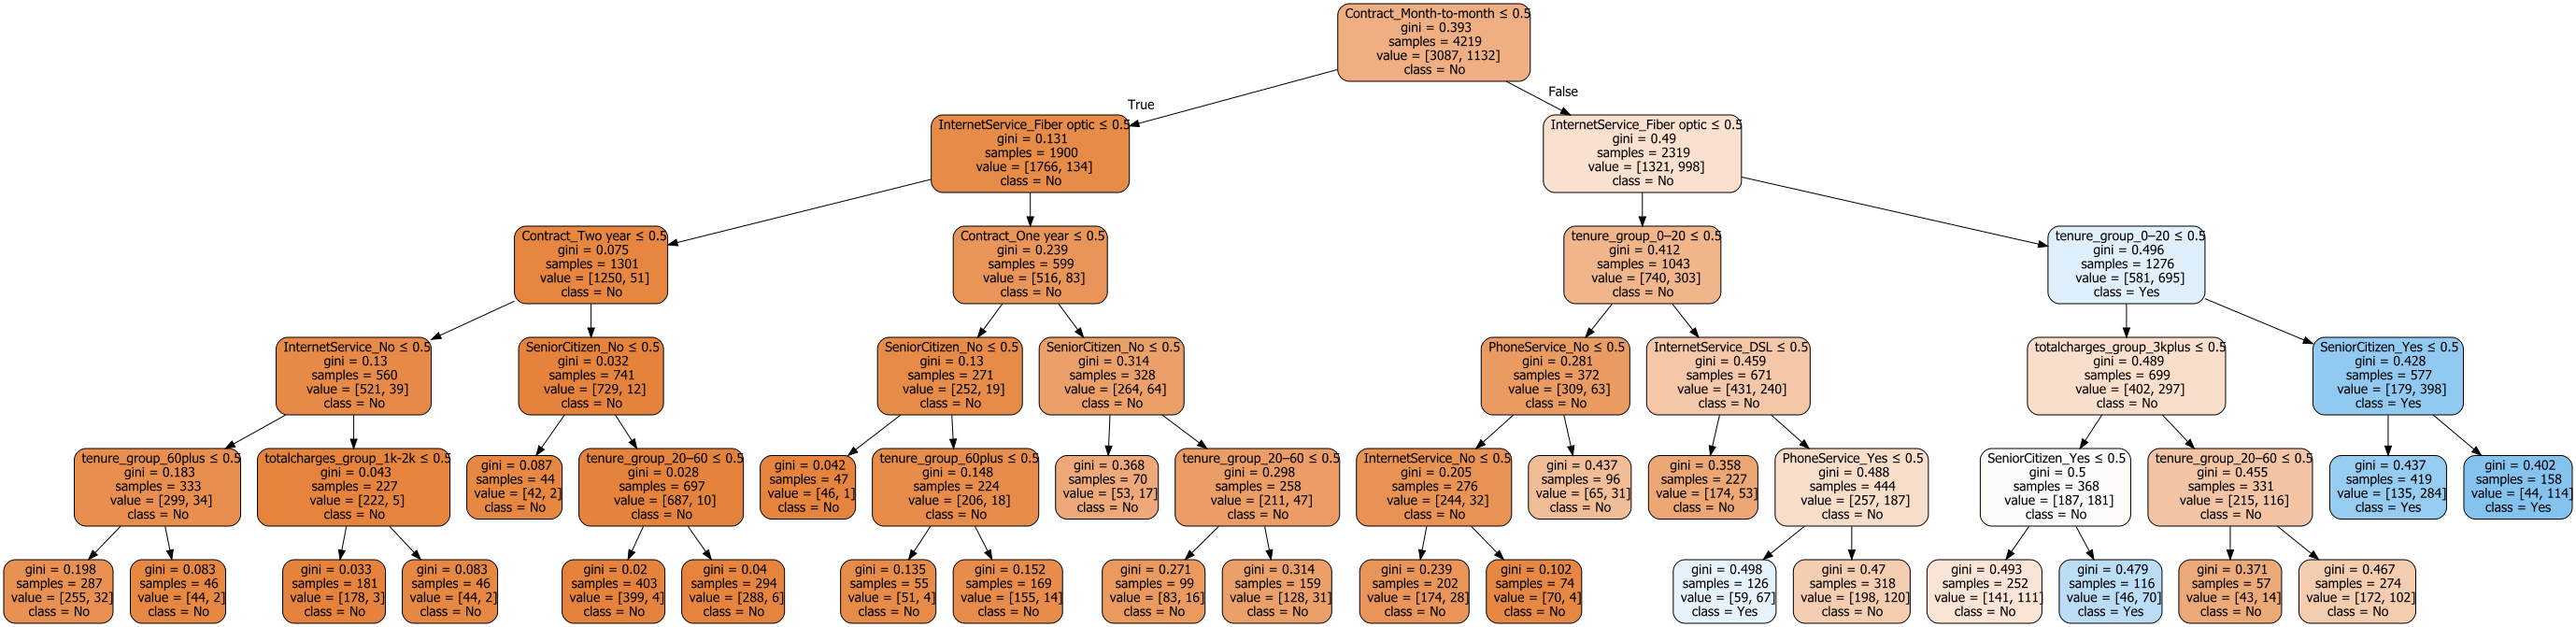 Contract_Month-to-month ≤ 0.5
gini = 0.393
samples = 4219
value = [3087, 1132]
class = No
True
False
InternetService_Fiber optic ≤ 0.5
gini = 0.131
samples = 1900
value = [1766, 134]
class = No
InternetService_Fiber optic ≤ 0.5
gini = 0.49
samples = 2319
value = [1321, 998]
class = No
Contract_Two year ≤ 0.5
gini = 0.075
samples = 1301
value = [1250, 51]
class = No
Contract_One year ≤ 0.5
gini = 0.239
samples = 599
value = [516, 83]
class = No
tenure_group_0–20 ≤ 0.5
gini = 0.412
samples = 1043
value = [740, 303]
class = No
tenure_group_0–20 ≤ 0.5
gini = 0.496
samples = 1276
value = [581, 695]
class = Yes
InternetService_No ≤ 0.5
gini = 0.13
samples = 560
value = [521, 39]
class = No
SeniorCitizen_No ≤ 0.5
gini = 0.032
samples = 741
value = [729, 12]
class = No
SeniorCitizen_No ≤ 0.5
gini = 0.13
samples = 271
value = [252, 19]
class = No
SeniorCitizen_No ≤ 0.5
gini = 0.314
samples = 328
value = [264, 64]
class = No
PhoneService_No ≤ 0.5
gini = 0.281
samples = 372
value = [309, 63]
class = No
InternetService_DSL ≤ 0.5
gini = 0.459
samples = 671
value = [431, 240]
class = No
totalcharges_group_3kplus ≤ 0.5
gini = 0.489
samples = 699
value = [402, 297]
class = No
SeniorCitizen_Yes ≤ 0.5
gini = 0.428
samples = 577
value = [179, 398]
class = Yes
tenure_group_60plus ≤ 0.5
gini = 0.183
samples = 333
value = [299, 34]
class = No
totalcharges_group_1k-2k ≤ 0.5
gini = 0.043
samples = 227
value = [222, 5]
class = No
gini = 0.087
samples = 44
value = [42, 2]
class = No
tenure_group_20–60 ≤ 0.5
gini = 0.028
samples = 697
value = [687, 10]
class = No
gini = 0.042
samples = 47
value = [46, 1]
class = No
tenure_group_60plus ≤ 0.5
gini = 0.148
samples = 224
value = [206, 18]
class = No
gini = 0.368
samples = 70
value = [53, 17]
class = No
tenure_group_20–60 ≤ 0.5
gini = 0.298
samples = 258
value = [211, 47]
class = No
InternetService_No ≤ 0.5
gini = 0.205
samples = 276
value = [244, 32]
class = No
gini = 0.437
samples = 96
value = [65, 31]
class = No
gini = 0.358
samples = 227
value = [174, 53]
class = No
PhoneService_Yes ≤ 0.5
gini = 0.488
samples = 444
value = [257, 187]
class = No
SeniorCitizen_Yes ≤ 0.5
gini = 0.5
samples = 368
value = [187, 181]
class = No
tenure_group_20–60 ≤ 0.5
gini = 0.455
samples = 331
value = [215, 116]
class = No
gini = 0.437
samples = 419
value = [135, 284]
class = Yes
gini = 0.402
samples = 158
value = [44, 114]
class = Yes
gini = 0.198
samples = 287
value = [255, 32]
class = No
gini = 0.083
samples = 46
value = [44, 2]
class = No
gini = 0.033
samples = 181
value = [178, 3]
class = No
gini = 0.083
samples = 46
value = [44, 2]
class = No
gini = 0.02
samples = 403
value = [399, 4]
class = No
gini = 0.04
samples = 294
value = [288, 6]
class = No
gini = 0.135
samples = 55
value = [51, 4]
class = No
gini = 0.152
samples = 169
value = [155, 14]
class = No
gini = 0.271
samples = 99
value = [83, 16]
class = No
gini = 0.314
samples = 159
value = [128, 31]
class = No
gini = 0.239
samples = 202
value = [174, 28]
class = No
gini = 0.102
samples = 74
value = [70, 4]
class = No
gini = 0.498
samples = 126
value = [59, 67]
class = Yes
gini = 0.47
samples = 318
value = [198, 120]
class = No
gini = 0.493
samples = 252
value = [141, 111]
class = No
gini = 0.479
samples = 116
value = [46, 70]
class = Yes
gini = 0.371
samples = 57
value = [43, 14]
class = No
gini = 0.467
samples = 274
value = [172, 102]
class = No